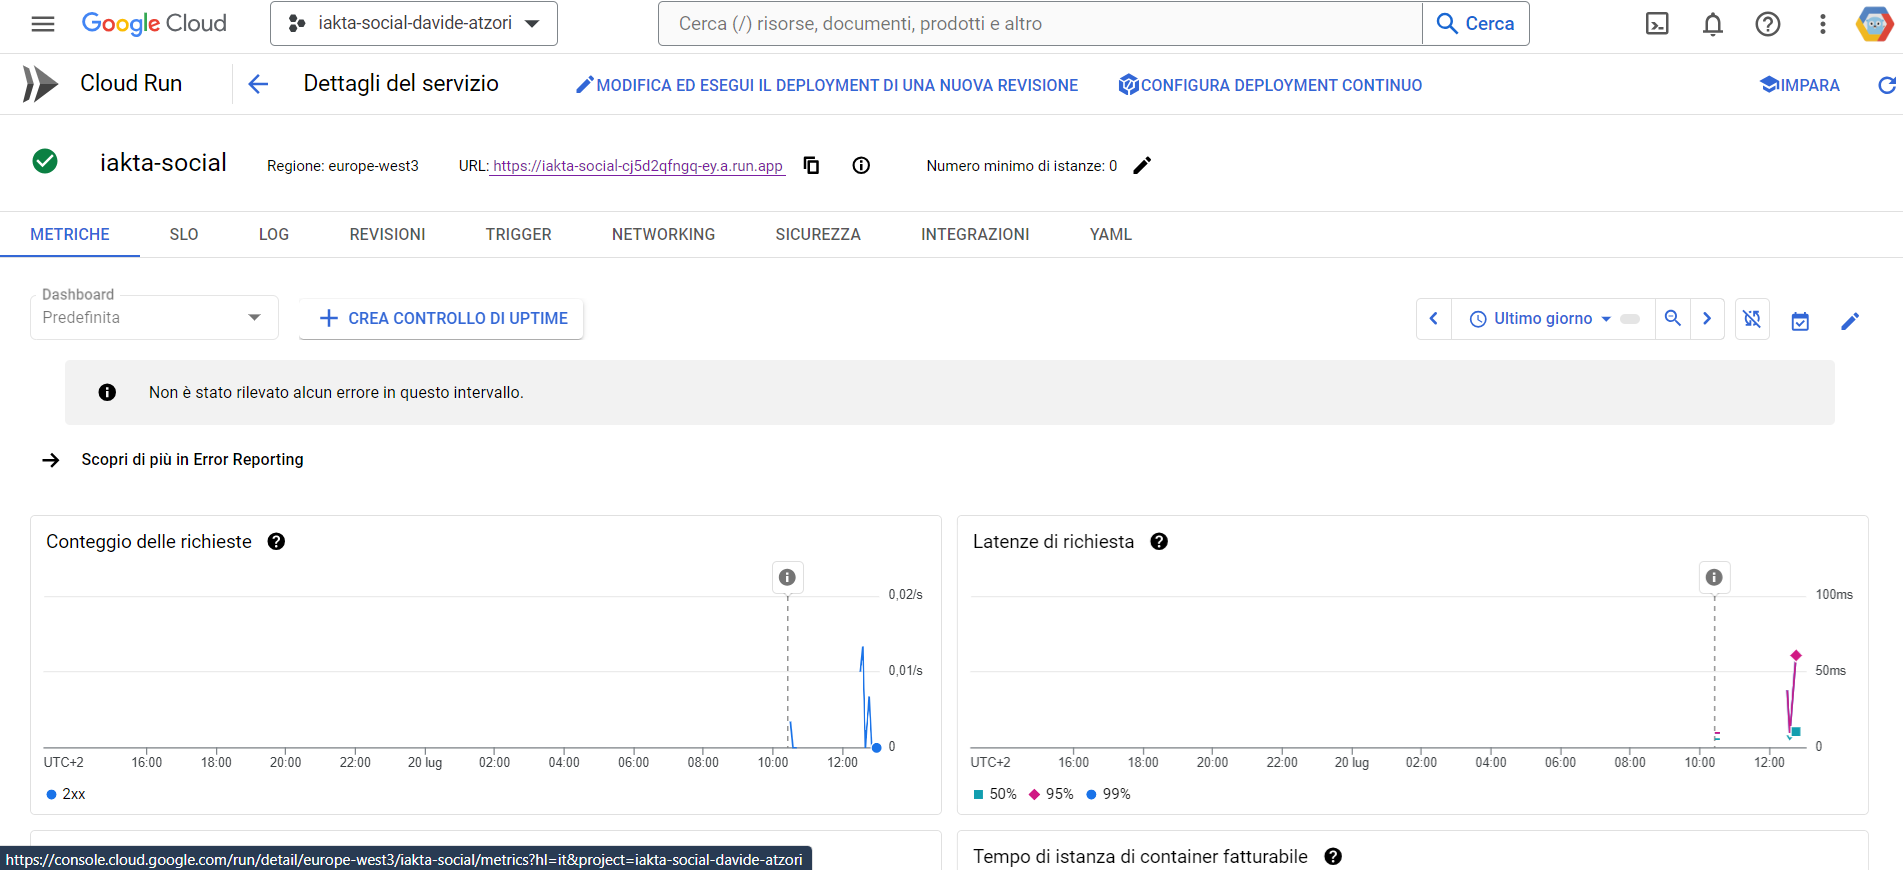 Google Cloud
iakta-social-davide-atzori
Cerca (/) risorse, documenti, prodotti e altro
Cerca
Cloud Run
Dettagli del servizio
MODIFICA ED ESEGUI IL DEPLOYMENT DI UNA NUOVA REVISIONE
CONFIGURA DEPLOYMENT CONTINUO
IMPARA
iakta-social
Regione: europe-west3
URL: https://iakta-social-cj5d2qfngq-ey.a.run.app
Numero minimo di istanze: 0
METRICHE
SLO
LOG
REVISIONI
TRIGGER
NETWORKING
SICUREZZA
INTEGRAZIONI
YAML
Dashboard
Predefinita
CREA CONTROLLO DI UPTIME
Ultimo giorno
Non è stato rilevato alcun errore in questo intervallo.
Scopri di più in Error Reporting
Conteggio delle richieste
0,02/s
0,01/s
0
UTC+2 16:00 18:00 20:00 22:00 20 lug 02:00 04:00 06:00 08:00 10:00 12:00
2xx
Latenze di richiesta
100ms
50ms
0
UTC+2 16:00 18:00 20:00 22:00 20 lug 02:00 04:00 06:00 08:00 10:00 12:00
50% 95% 99%
Tempo di istanza di container fatturabile
https://console.cloud.google.com/run/detail/europe-west3/iakta-social/metrics?hl=it&project=iakta-social-davide-atzori